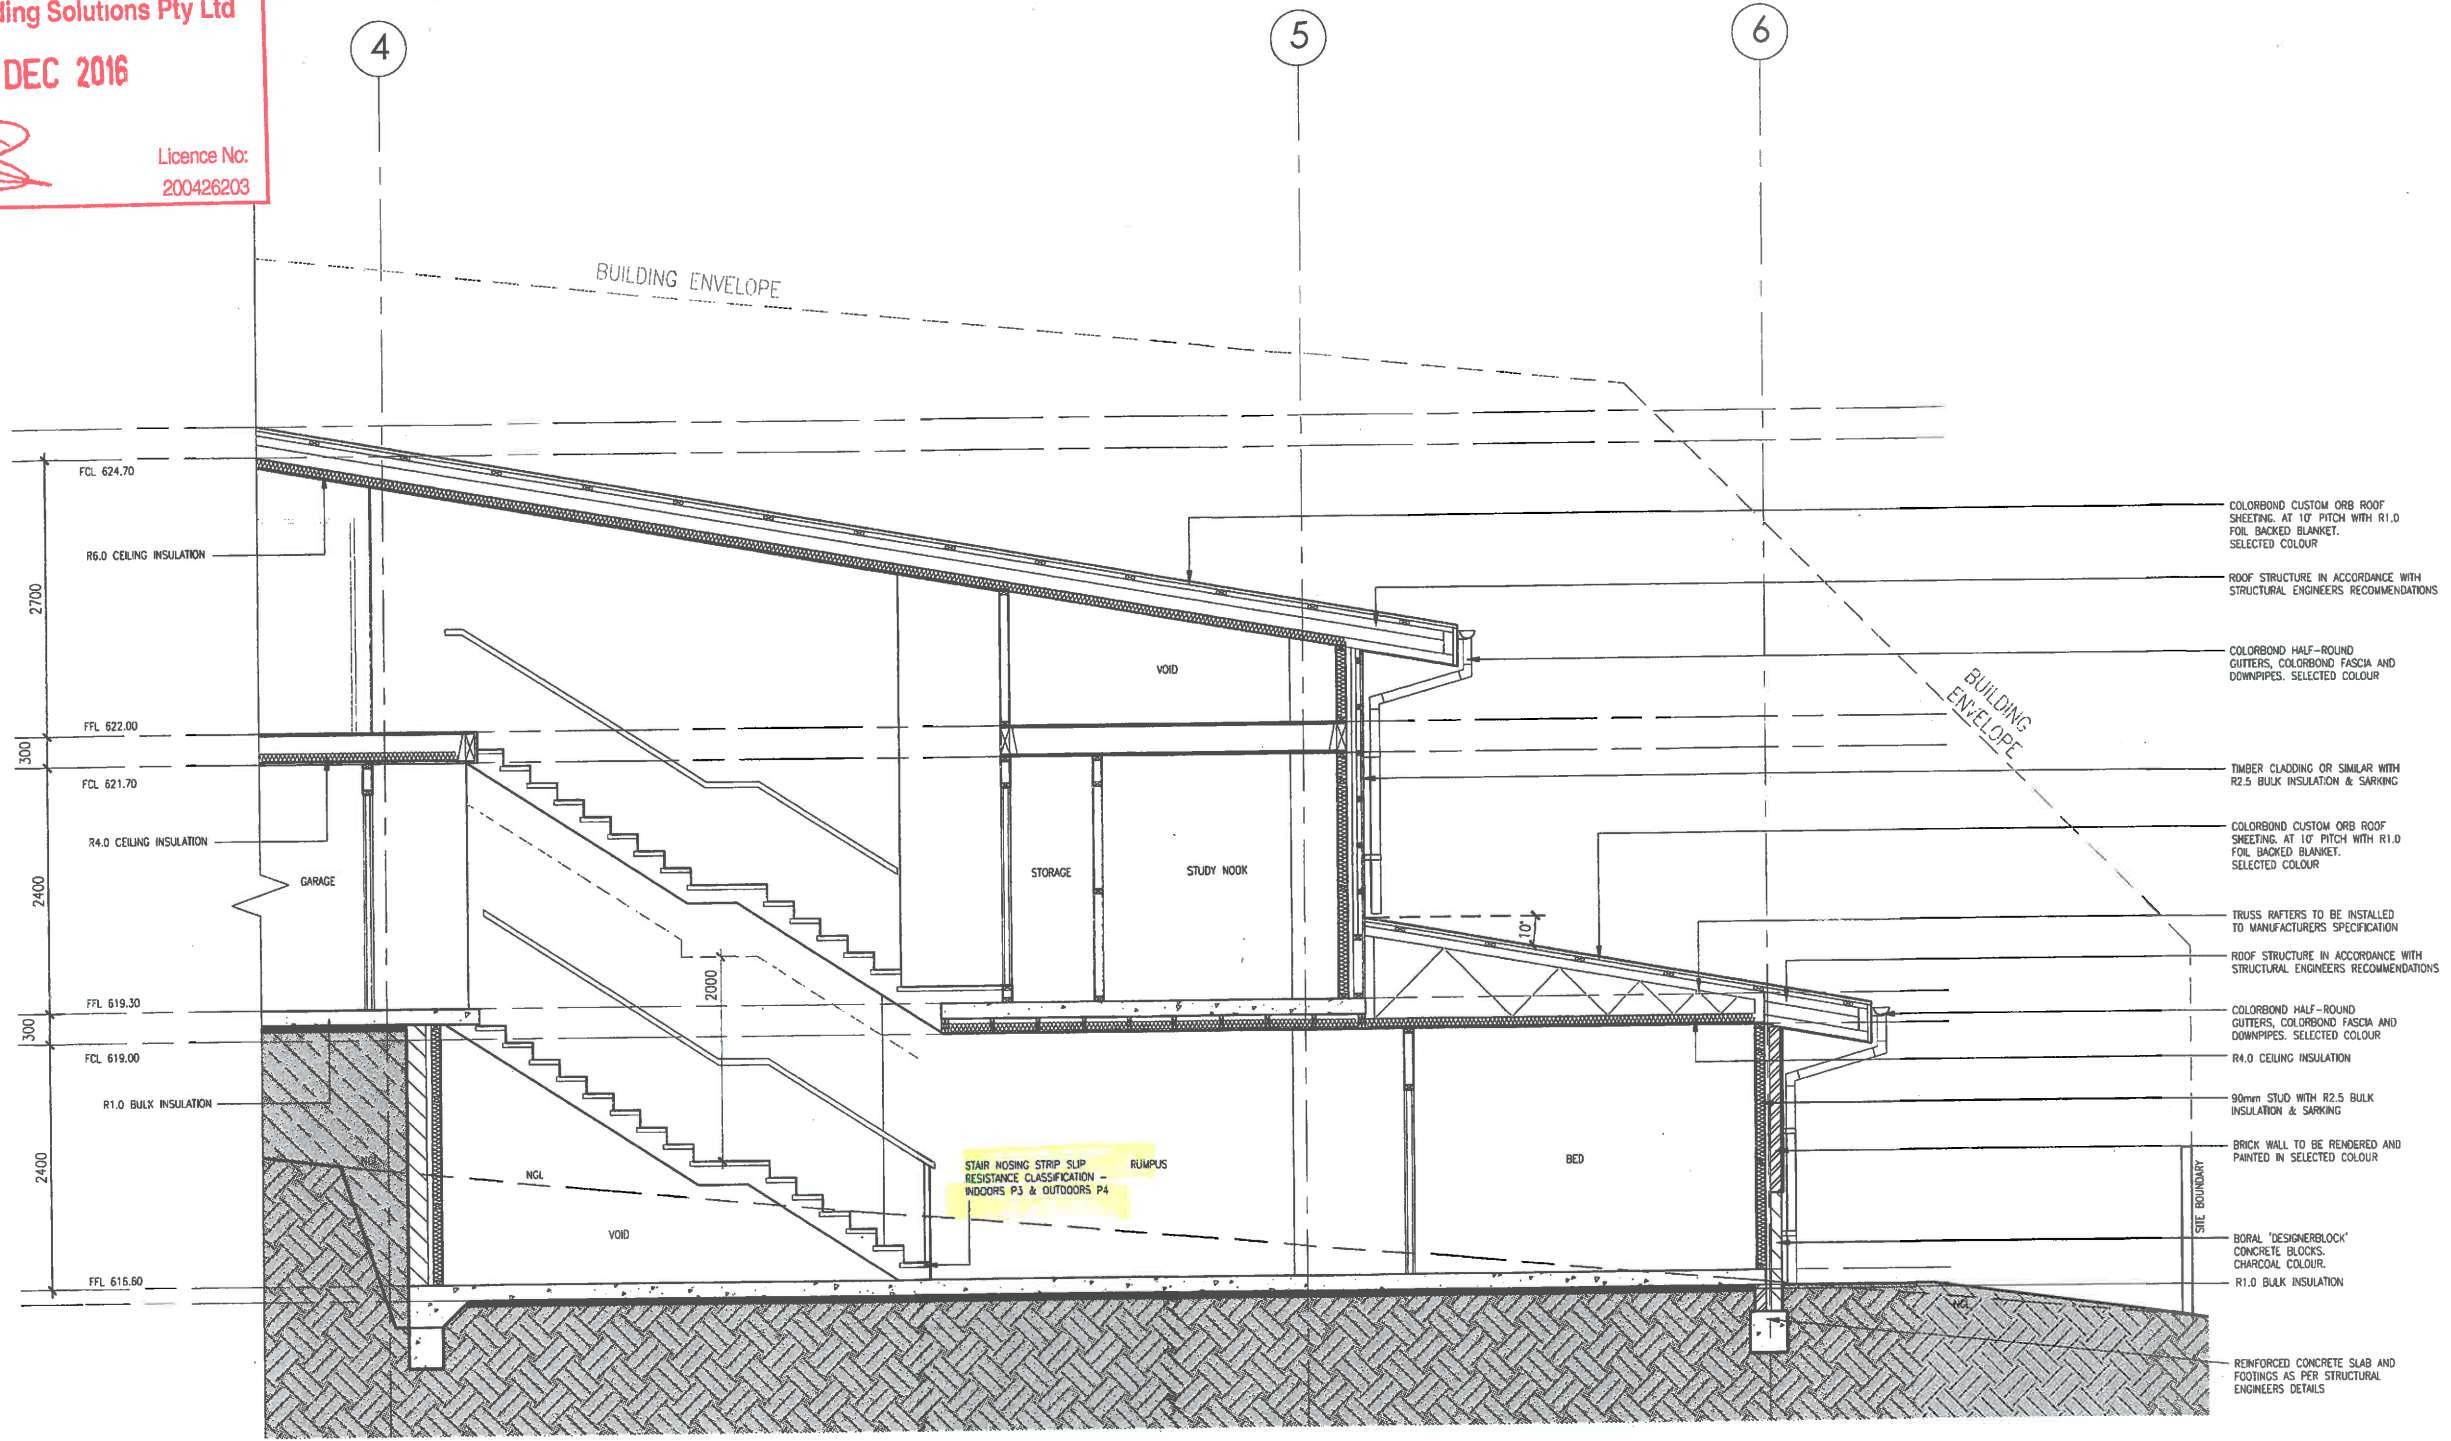 ding Solutions Pty Ltd
DEC 2016
Licence No:
200426203
4
5
6
BUILDING ENVELOPE
FCL 624.70
R6.0 CEILING INSULATION
2700
FFL 622.00
300
FCL 621.70
R4.0 CEILING INSULATION
GARAGE
2400
FFL 619.30
300
FCL 619.00
R1.0 BULK INSULATION
2400
FFL 616.60
NGL
NGL
VOID
2000
STAIR NOSING STRIP SLIP
RESISTANCE CLASSIFICATION -
INDOORS P3 & OUTDOORS P4
RUMPUS
VOID
STORAGE
STUDY NOOK
BED
10°
BUILDING
ENVELOPE
NGL
SITE BOUNDARY
COLORBOND CUSTOM ORB ROOF
SHEETING. AT 10° PITCH WITH R1.0
FOIL BACKED BLANKET.
SELECTED COLOUR
ROOF STRUCTURE IN ACCORDANCE WITH
STRUCTURAL ENGINEERS RECOMMENDATIONS
COLORBOND HALF-ROUND
GUTTERS, COLORBOND FASCIA AND
DOWNPIPES. SELECTED COLOUR
TIMBER CLADDING OR SIMILAR WITH
R2.5 BULK INSULATION & SARKING
COLORBOND CUSTOM ORB ROOF
SHEETING. AT 10° PITCH WITH R1.0
FOIL BACKED BLANKET.
SELECTED COLOUR
TRUSS RAFTERS TO BE INSTALLED
TO MANUFACTURERS SPECIFICATION
ROOF STRUCTURE IN ACCORDANCE WITH
STRUCTURAL ENGINEERS RECOMMENDATIONS
COLORBOND HALF-ROUND
GUTTERS, COLORBOND FASCIA AND
DOWNPIPES. SELECTED COLOUR
R4.0 CEILING INSULATION
90mm STUD WITH R2.5 BULK
INSULATION & SARKING
BRICK WALL TO BE RENDERED AND
PAINTED IN SELECTED COLOUR
BORAL 'DESIGNERBLOCK'
CONCRETE BLOCKS.
CHARCOAL COLOUR.
R1.0 BULK INSULATION
REINFORCED CONCRETE SLAB AND
FOOTINGS AS PER STRUCTURAL
ENGINEERS DETAILS